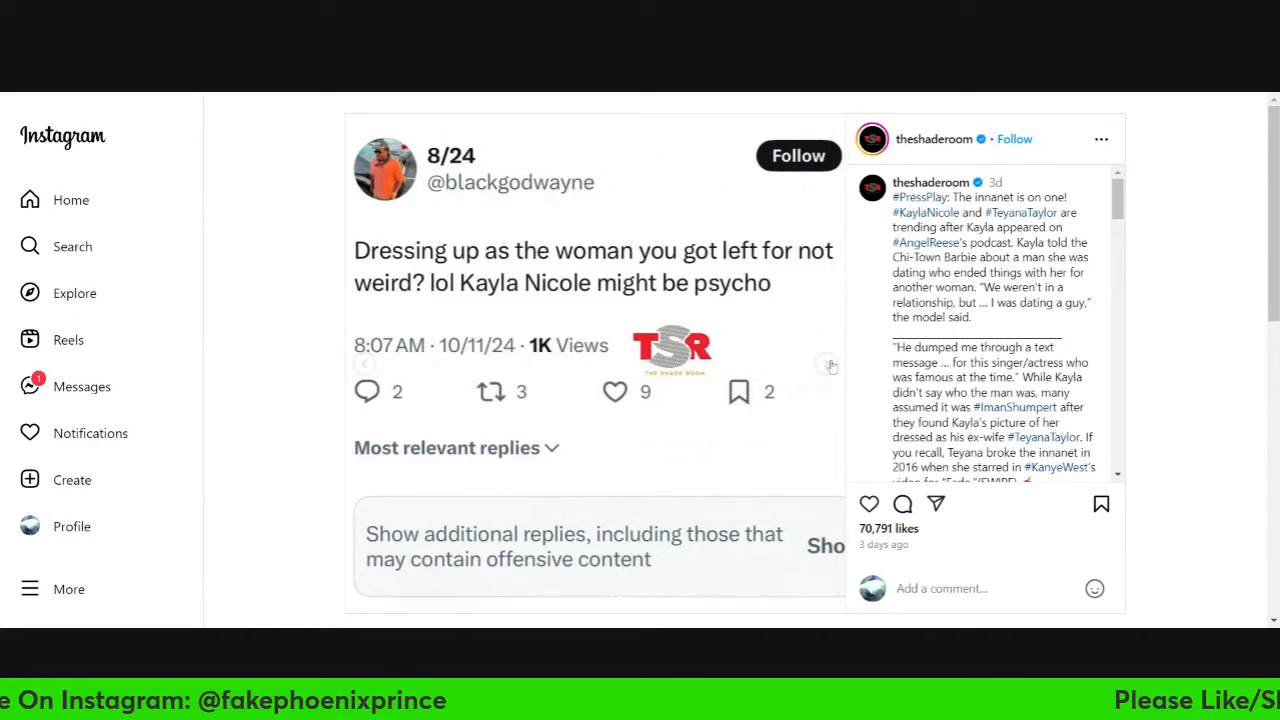 Instagram
Home
Search
Explore
Reels
1
Messages
Notifications
Create
Profile
More
8/24
@blackgodwayne
Follow
Dressing up as the woman you got left for not
weird? lol Kayla Nicole might be psycho
8:07 AM · 10/11/24 · 1K Views
TSR
THE SHADE ROOM
2 3 9 2
Most relevant replies
Show additional replies, including those that
may contain offensive content
Sho
theshaderoom • Follow
theshaderoom 3d
#PressPlay: The innanet is on one!
#KaylaNicole and #TeyanaTaylor are
trending after Kayla appeared on
#AngelReese's podcast. Kayla told the
Chi-Town Barbie about a man she was
dating who ended things with her for
another woman. “We weren't in a
relationship, but ... I was dating a guy,”
the model said.
“He dumped me through a text
message ... for this singer/actress who
was famous at the time.” While Kayla
didn't say who the man was, many
assumed it was #ImanShumpert after
they found Kayla's picture of her
dressed as his ex-wife #TeyanaTaylor. If
you recall, Teyana broke the innanet in
2016 when she starred in #KanyeWest's
video for “Fade.”(SWIPE)
70,791 likes
3 days ago
Add a comment...
e On Instagram: @fakephoenixprince
Please Like/Sh